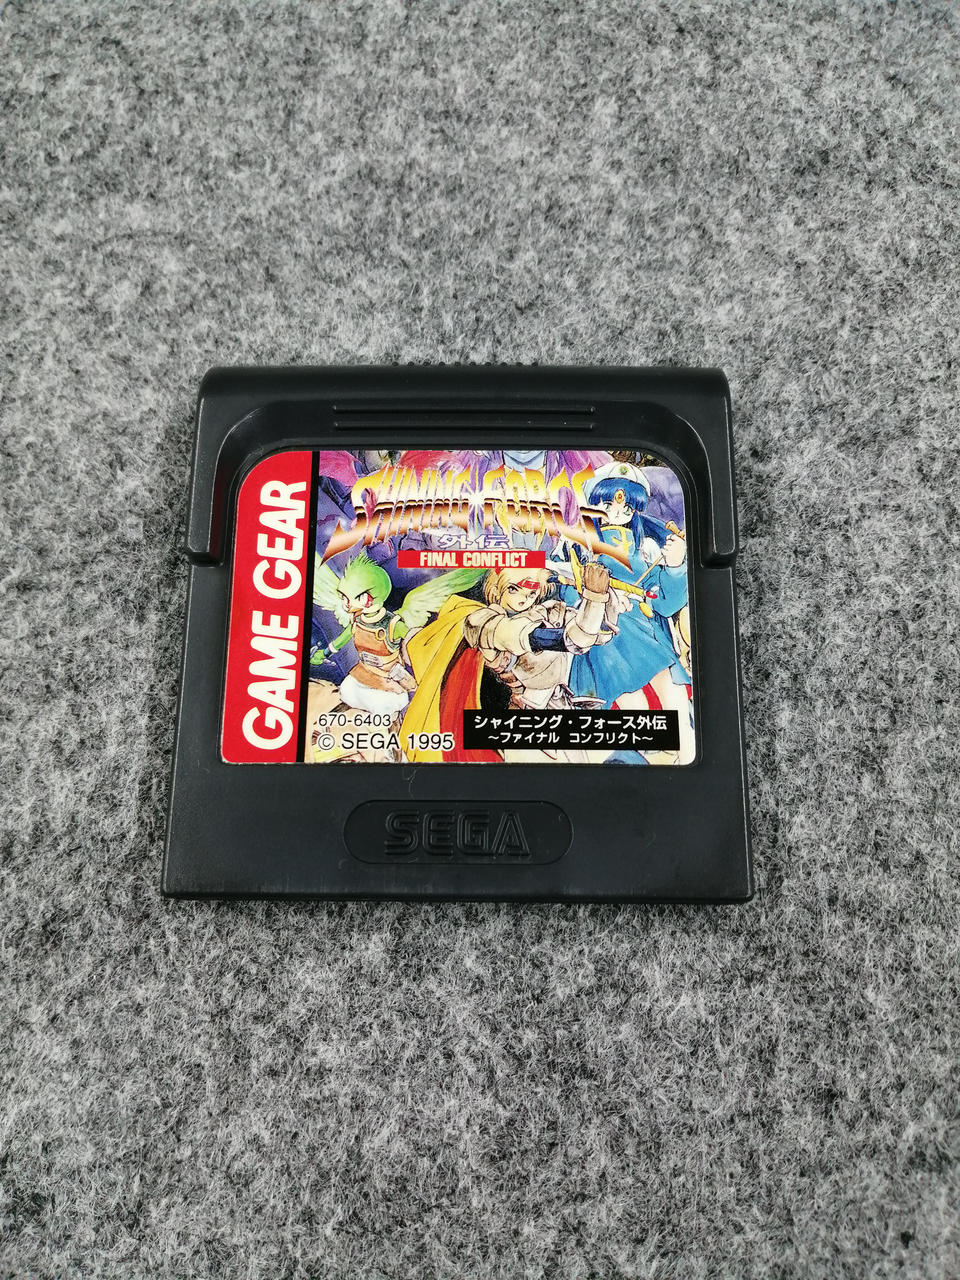 GAME GEAR
SHINING FORCE
外伝
FINAL CONFLICT
670-6403
© SEGA 1995
シャイニング・フォース外伝
～ファイナル コンフリクト～
SEGA